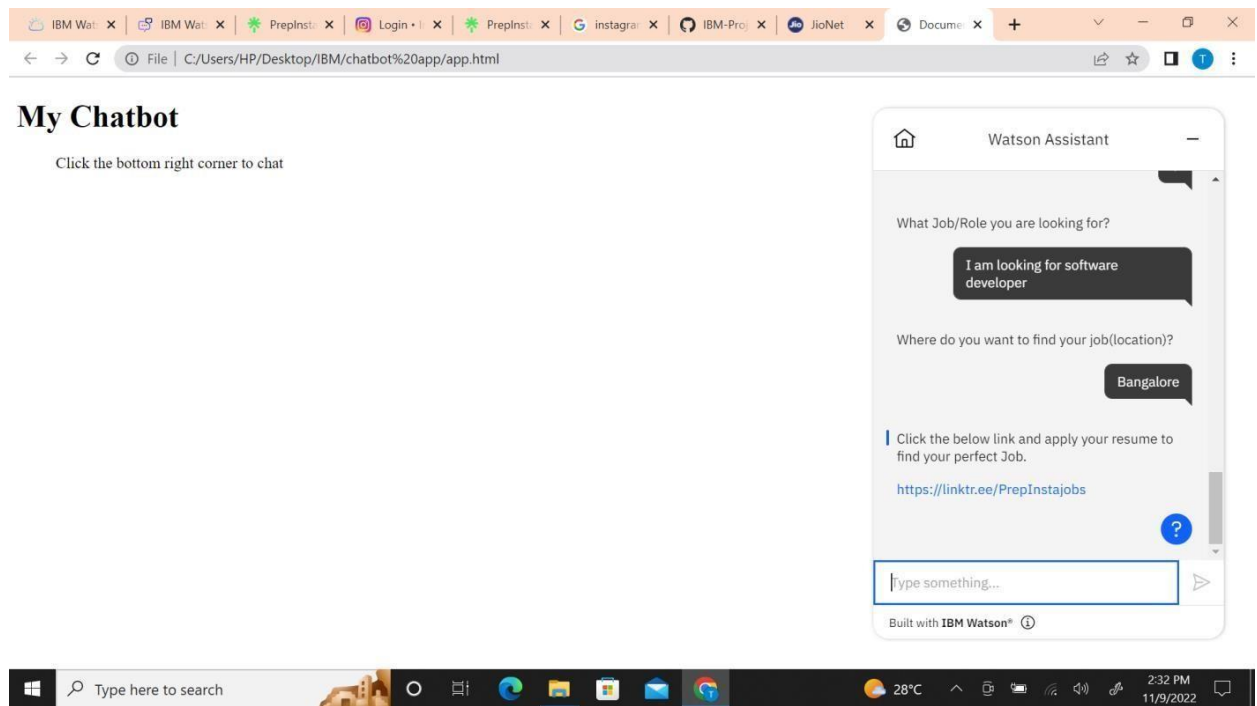 IBM Wat
IBM Wat
PrepInsta
Login • I
PrepInsta
instagra
IBM-Proj
JioNet
Docume
File | C:/Users/HP/Desktop/IBM/chatbot%20app/app.html
T
My Chatbot
Click the bottom right corner to chat
Watson Assistant
What Job/Role you are looking for?
I am looking for software
developer
Where do you want to find your job(location)?
Bangalore
Click the below link and apply your resume to
find your perfect Job.
https://linktr.ee/PrepInstajobs
?
Type something...
Built with IBM Watson®
Type here to search
28°C
2:32 PM
11/9/2022